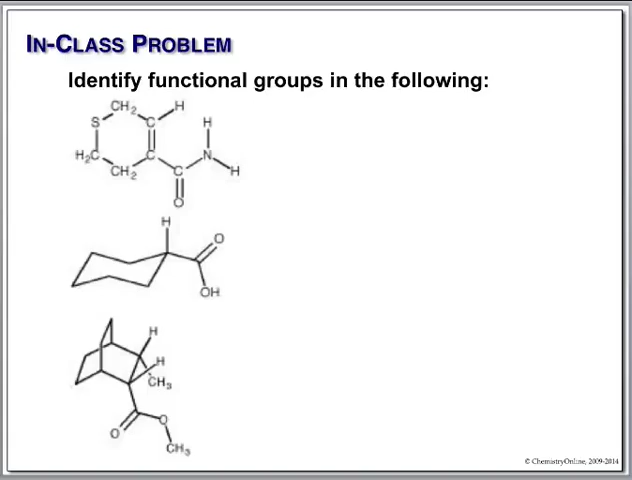 IN-CLASS PROBLEM
Identify functional groups in the following:
CH2 H
S C H
H2C C N
CH2 C H
O
H
O
OH
H
H
CH3
O O
CH3
© ChemistryOnline, 2009-2014